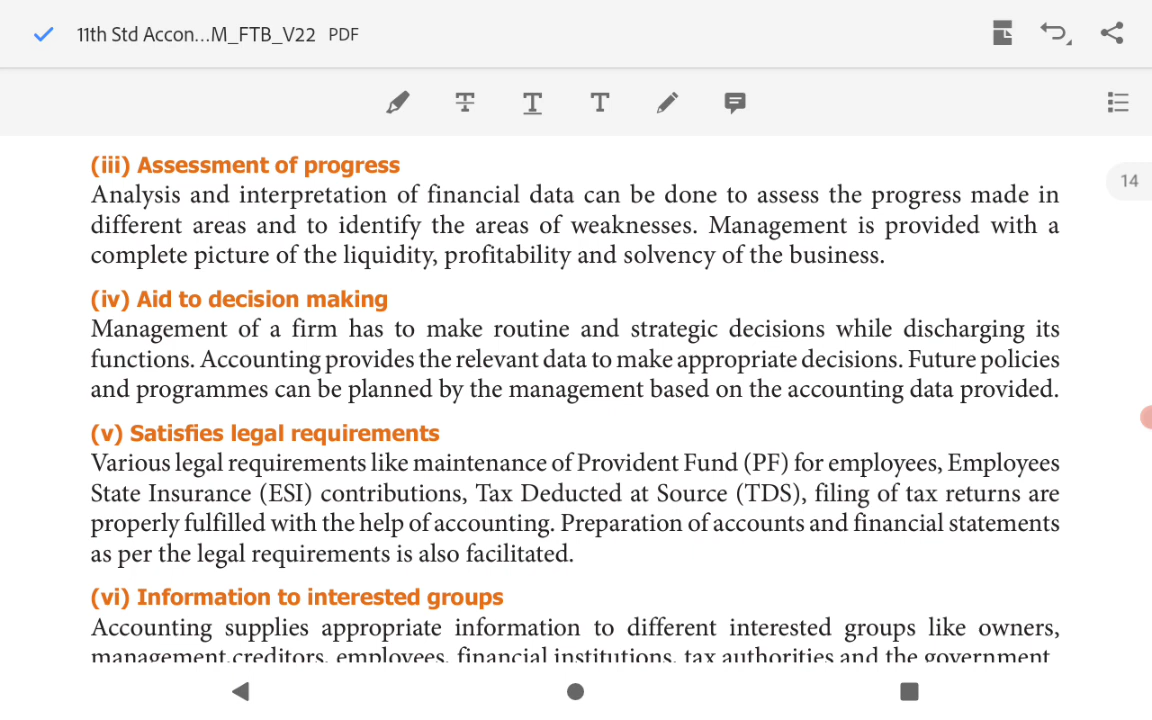 11th Std Accon...M_FTB_V22 PDF
T T T
14
(iii) Assessment of progress
Analysis and interpretation of financial data can be done to assess the progress made in
different areas and to identify the areas of weaknesses. Management is provided with a
complete picture of the liquidity, profitability and solvency of the business.
(iv) Aid to decision making
Management of a firm has to make routine and strategic decisions while discharging its
functions. Accounting provides the relevant data to make appropriate decisions. Future policies
and programmes can be planned by the management based on the accounting data provided.
(v) Satisfies legal requirements
Various legal requirements like maintenance of Provident Fund (PF) for employees, Employees
State Insurance (ESI) contributions, Tax Deducted at Source (TDS), filing of tax returns are
properly fulfilled with the help of accounting. Preparation of accounts and financial statements
as per the legal requirements is also facilitated.
(vi) Information to interested groups
Accounting supplies appropriate information to different interested groups like owners,
management,creditors, employees, financial institutions, tax authorities and the government